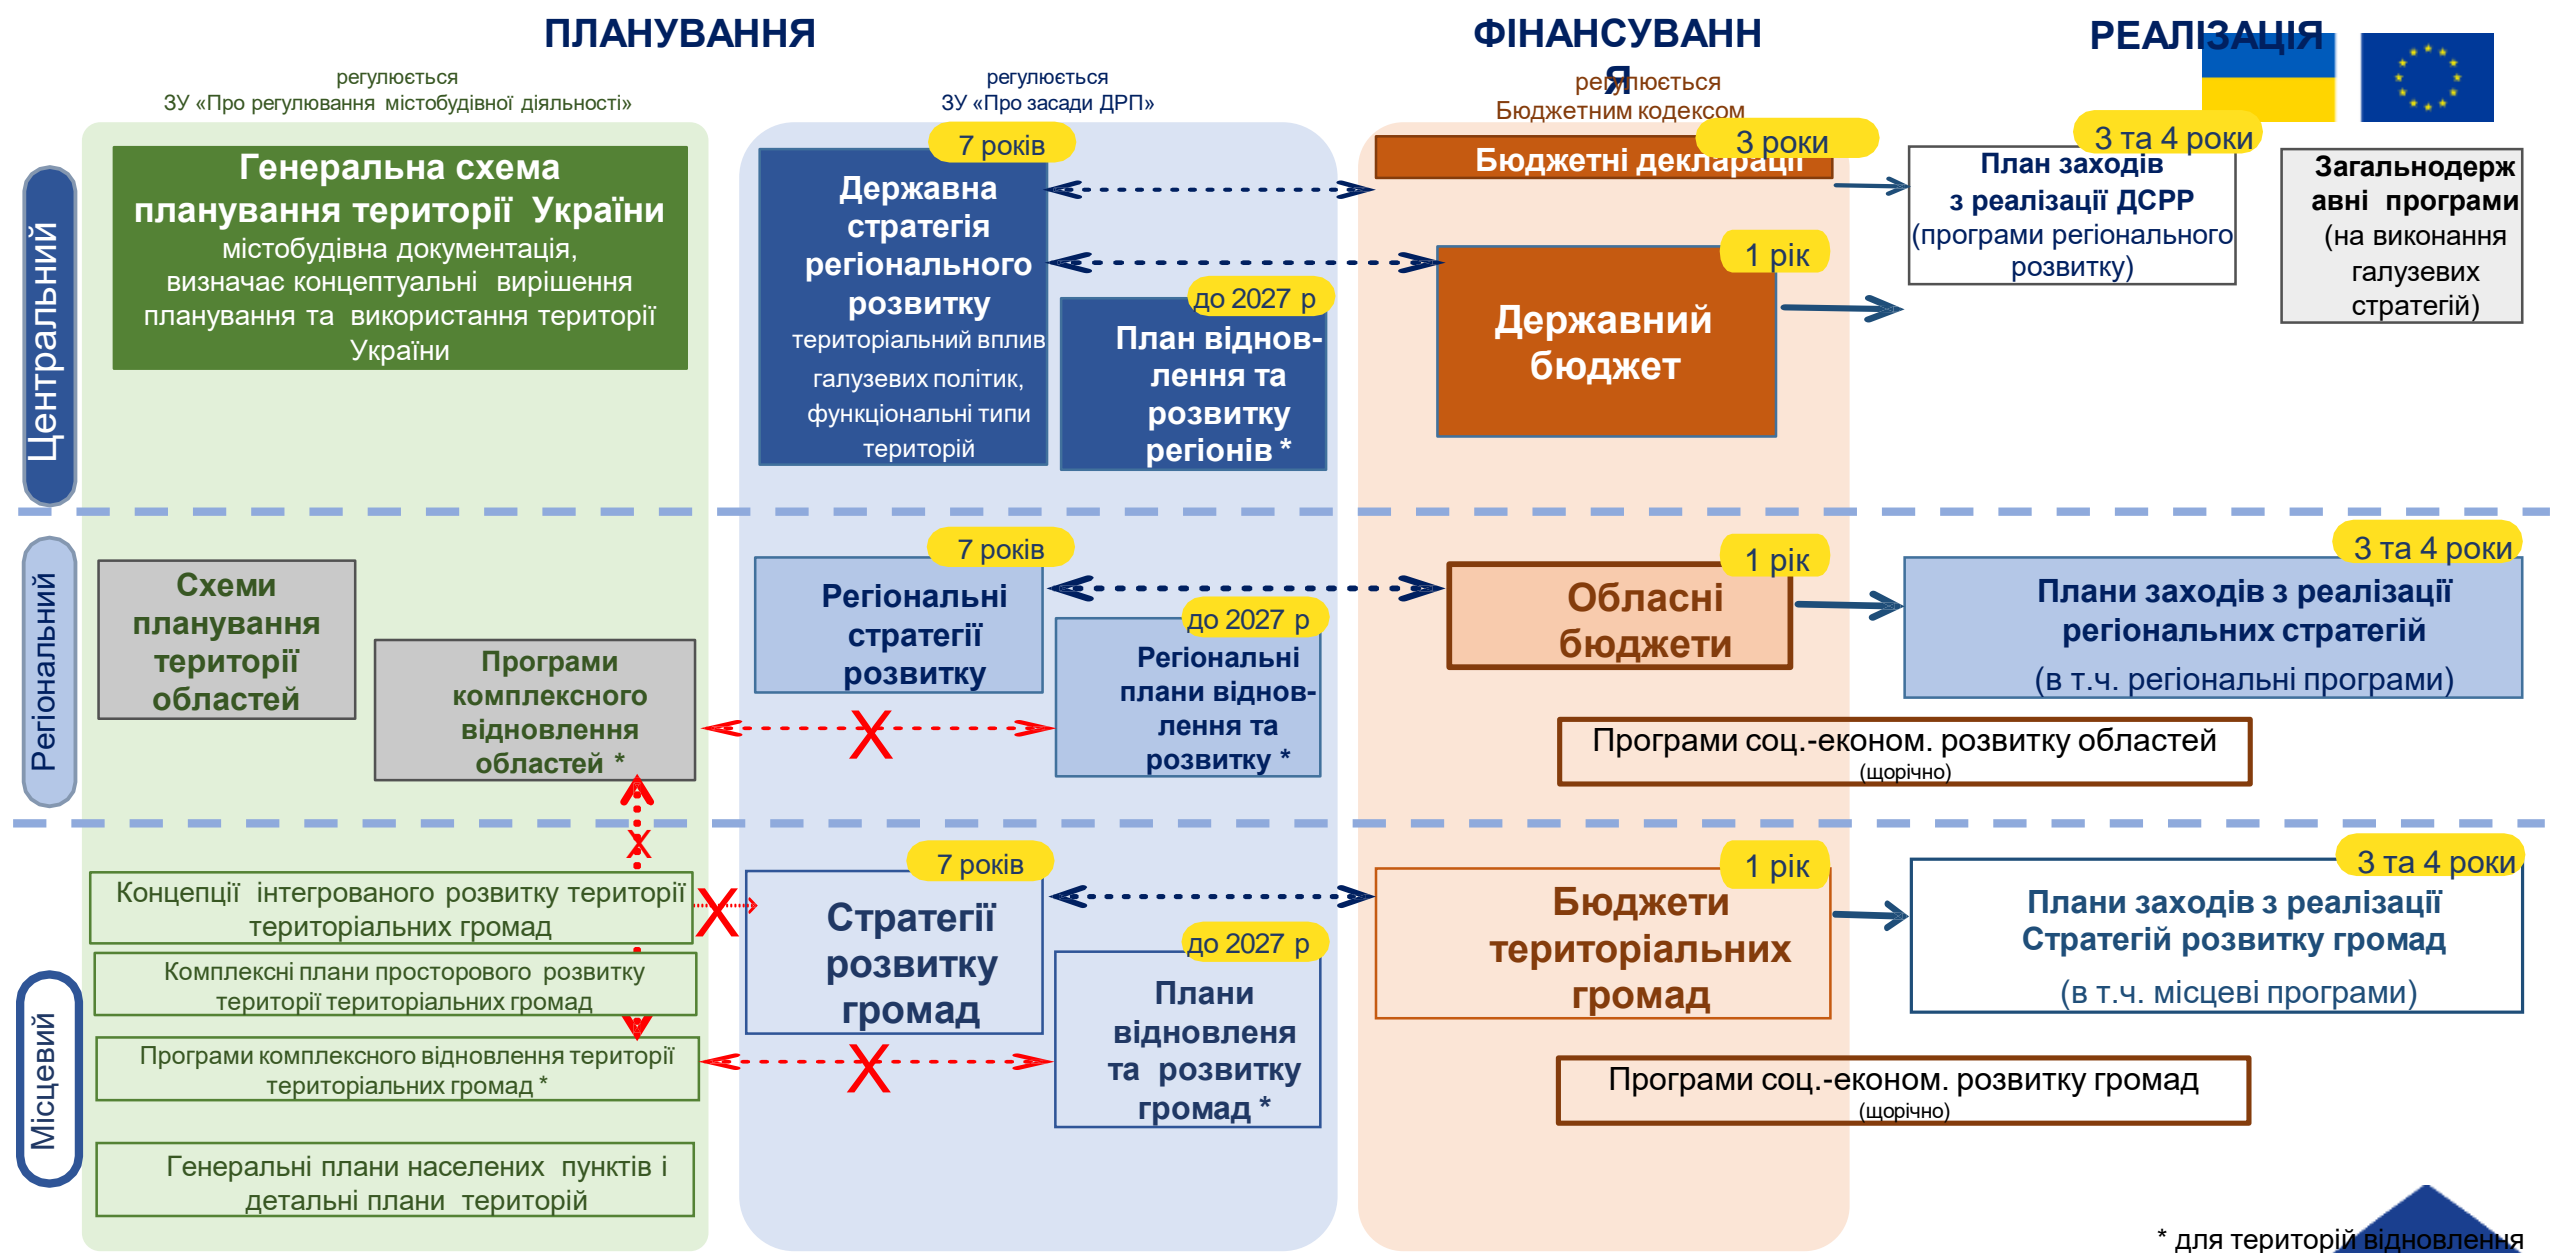 ПЛАНУВАННЯ
ФІНАНСУВАНН
Я
РЕАЛІЗАЦІЯ
регулюється
ЗУ «Про регулювання містобудівної діяльності»
регулюється
ЗУ «Про засади ДРП»
регулюється
Бюджетним кодексом
Центральний
Генеральна схема
планування території України
містобудівна документація,
визначає концептуальні вирішення
планування та використання території
України
7 років
Державна
стратегія
регіонального
розвитку
територіальний вплив
галузевих політик,
функціональні типи
територій
до 2027 р
План віднов-
лення та
розвитку
регіонів *
3 роки
Бюджетні декларації
1 рік
Державний
бюджет
3 та 4 роки
План заходів
з реалізації ДСРР
(програми регіонального
розвитку)
Загальнодерж
авні програми
(на виконання
галузевих
стратегій)
Регіональний
Схеми
планування
території
областей
Програми
комплексного
відновлення
областей *
7 років
Регіональні
стратегії
розвитку
до 2027 р
Регіональні
плани віднов-
лення та
розвитку *
X
1 рік
Обласні
бюджети
3 та 4 роки
Плани заходів з реалізації
регіональних стратегій
(в т.ч. регіональні програми)
Програми соц.-економ. розвитку областей
(щорічно)
X
Місцевий
Концепції інтегрованого розвитку території
територіальних громад
X
Комплексні плани просторового розвитку
території територіальних громад
Програми комплексного відновлення території
територіальних громад *
Генеральні плани населених пунктів і
детальні плани територій
7 років
Стратегії
розвитку
громад
до 2027 р
Плани
відновленя
та розвитку
громад *
X
1 рік
Бюджети
територіальних
громад
3 та 4 роки
Плани заходів з реалізації
Стратегій розвитку громад
(в т.ч. місцеві програми)
Програми соц.-економ. розвитку громад
(щорічно)
* для територій відновлення